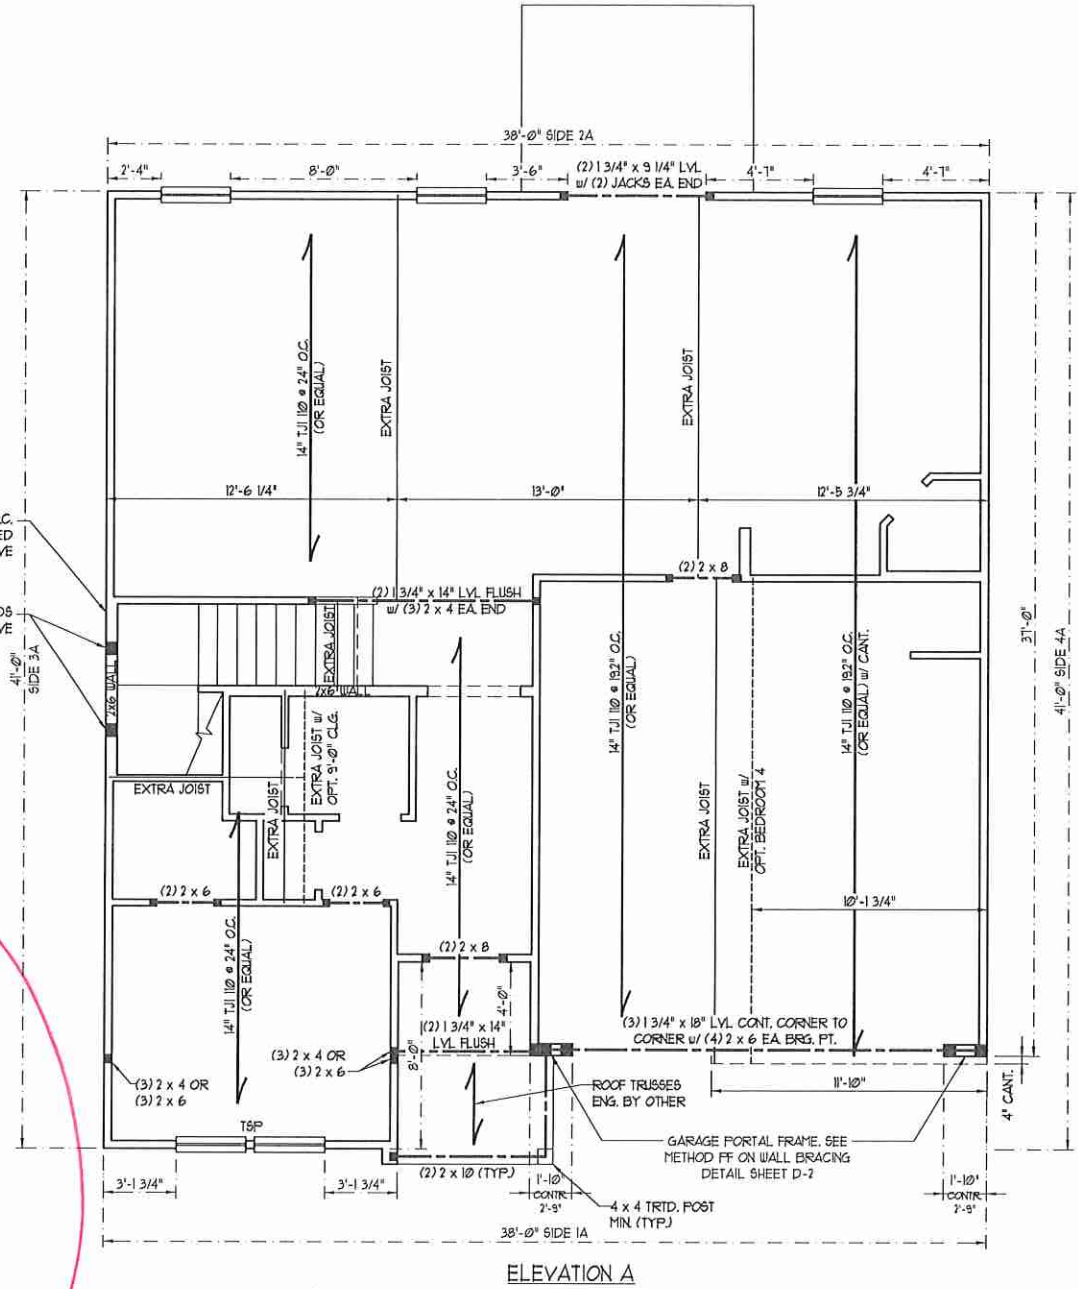 38'-0" SIDE 2A
2'-4"
8'-0"
3'-6"
(2) 1 3/4" x 9 1/4" LVL
w/ (2) JACKS EA. END
4'-7"
4'-7"
14" TJI 110 @ 24" O.C.
(OR EQUAL)
EXTRA JOIST
EXTRA JOIST
12'-6 1/4"
13'-0"
12'-5 3/4"
(2) 2 x 8
(2) 1 3/4" x 14" LVL FLUSH
w/ (3) 2 x 4 EA. END
EXTRA JOIST
2x6 WALL
2x6 WALL
41'-0"
SIDE 3A
37'-0"
41'-0" SIDE 4A
14" TJI 110 @ 19.2" O.C.
(OR EQUAL)
14" TJI 110 @ 19.2" O.C.
(OR EQUAL) w/ CANT.
EXTRA JOIST
EXTRA JOIST
EXTRA JOIST w/
OPT. 9'-0" CLG.
14" TJI 110 @ 24" O.C.
(OR EQUAL)
EXTRA JOIST
EXTRA JOIST w/
OPT. BEDROOM 4
10'-1 3/4"
(2) 2 x 6
(2) 2 x 6
14" TJI 110 @ 24" O.C.
(OR EQUAL)
(2) 2 x 8
4'-0"
8'-0"
(2) 1 3/4" x 14"
LVL FLUSH
(3) 1 3/4" x 18" LVL CONT. CORNER TO
CORNER w/ (4) 2 x 6 EA. BRG. PT.
(3) 2 x 4 OR
(3) 2 x 6
(3) 2 x 4 OR
(3) 2 x 6
11'-10"
4" CANT.
ROOF TRUSSES
ENG. BY OTHER
TSP
GARAGE PORTAL FRAME. SEE
METHOD PF ON WALL BRACING
DETAIL SHEET D-2
(2) 2 x 10 (TYP.)
3'-1 3/4"
3'-1 3/4"
1'-10"
CONTR.
2'-9"
1'-10"
CONTR.
2'-9"
4 x 4 TRTD. POST
MIN. (TYP.)
38'-0" SIDE 1A
ELEVATION A